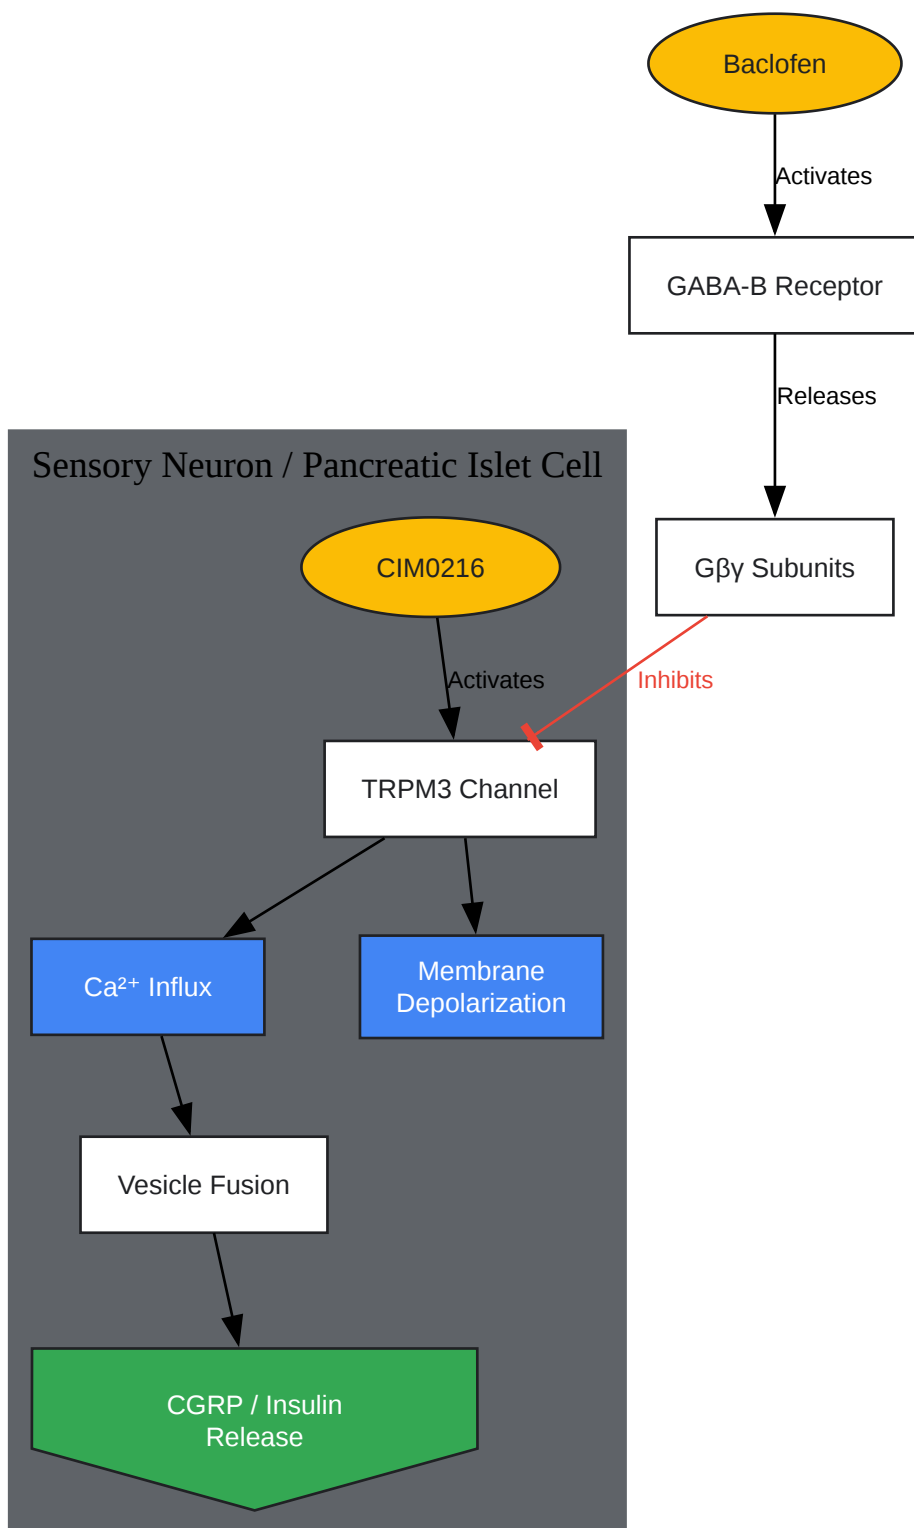 Baclofen
Activates
GABA-B Receptor
Releases
Sensory Neuron / Pancreatic Islet Cell
CIM0216
Gβγ Subunits
Activates
Inhibits
TRPM3 Channel
Ca²⁺ Influx
Membrane
Depolarization
Vesicle Fusion
CGRP / Insulin
Release